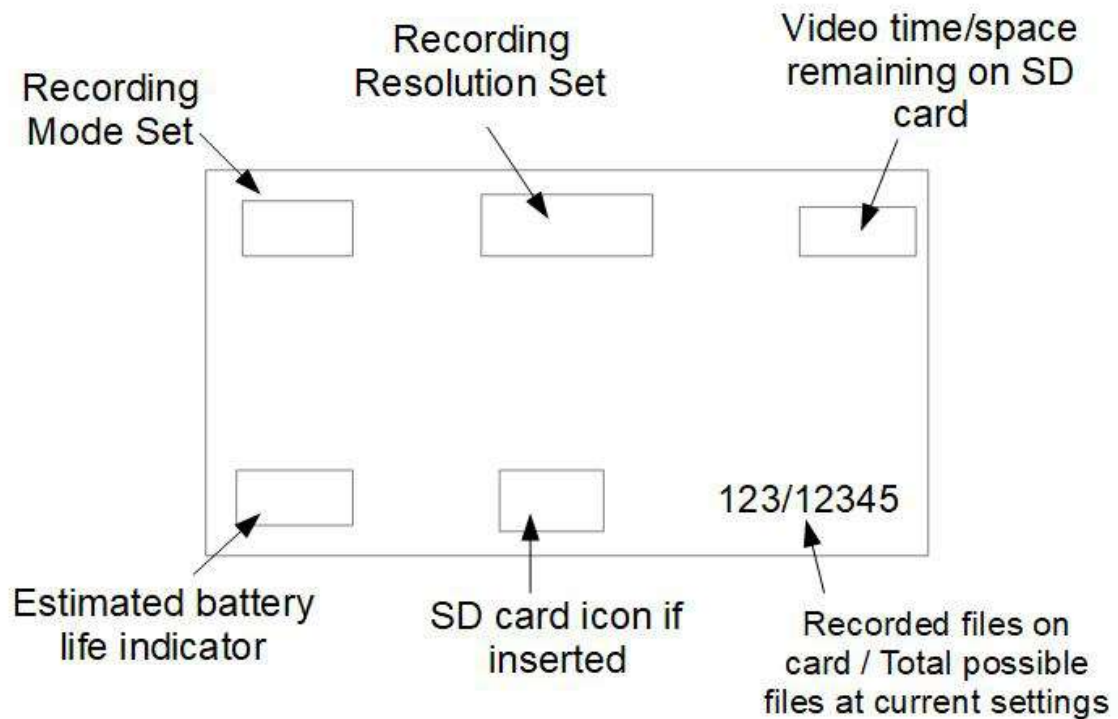 Recording
Mode Set
Recording
Resolution Set
Video time/space
remaining on SD
card
123/12345
Estimated battery
life indicator
SD card icon if
inserted
Recorded files on
card / Total possible
files at current settings